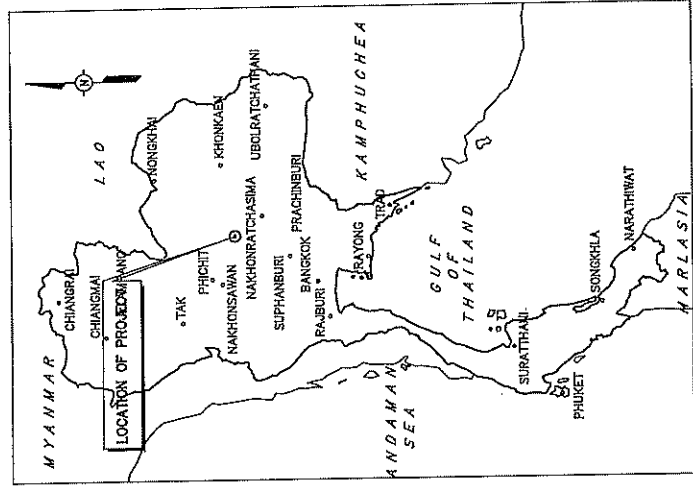 MYANMAR
LAO
N
CHIANGRAI
CHIANGMAI
LOCATION OF PROJECT
NONGKHAI
TAK
PHICHIT
KHONKAEN
NAKHONSAWAN
NAKHONRATCHASIMA
UBOLRATCHATHANI
SUPHANBURI
PRACHINBURI
BANGKOK
RAJBURI
RAYONG
KAMPHUCHEA
TRAD
ANDAMAN
SEA
GULF
OF
THAILAND
SURATTHANI
PHUKET
SONGKHLA
NARATHIWAT
MARLASIA